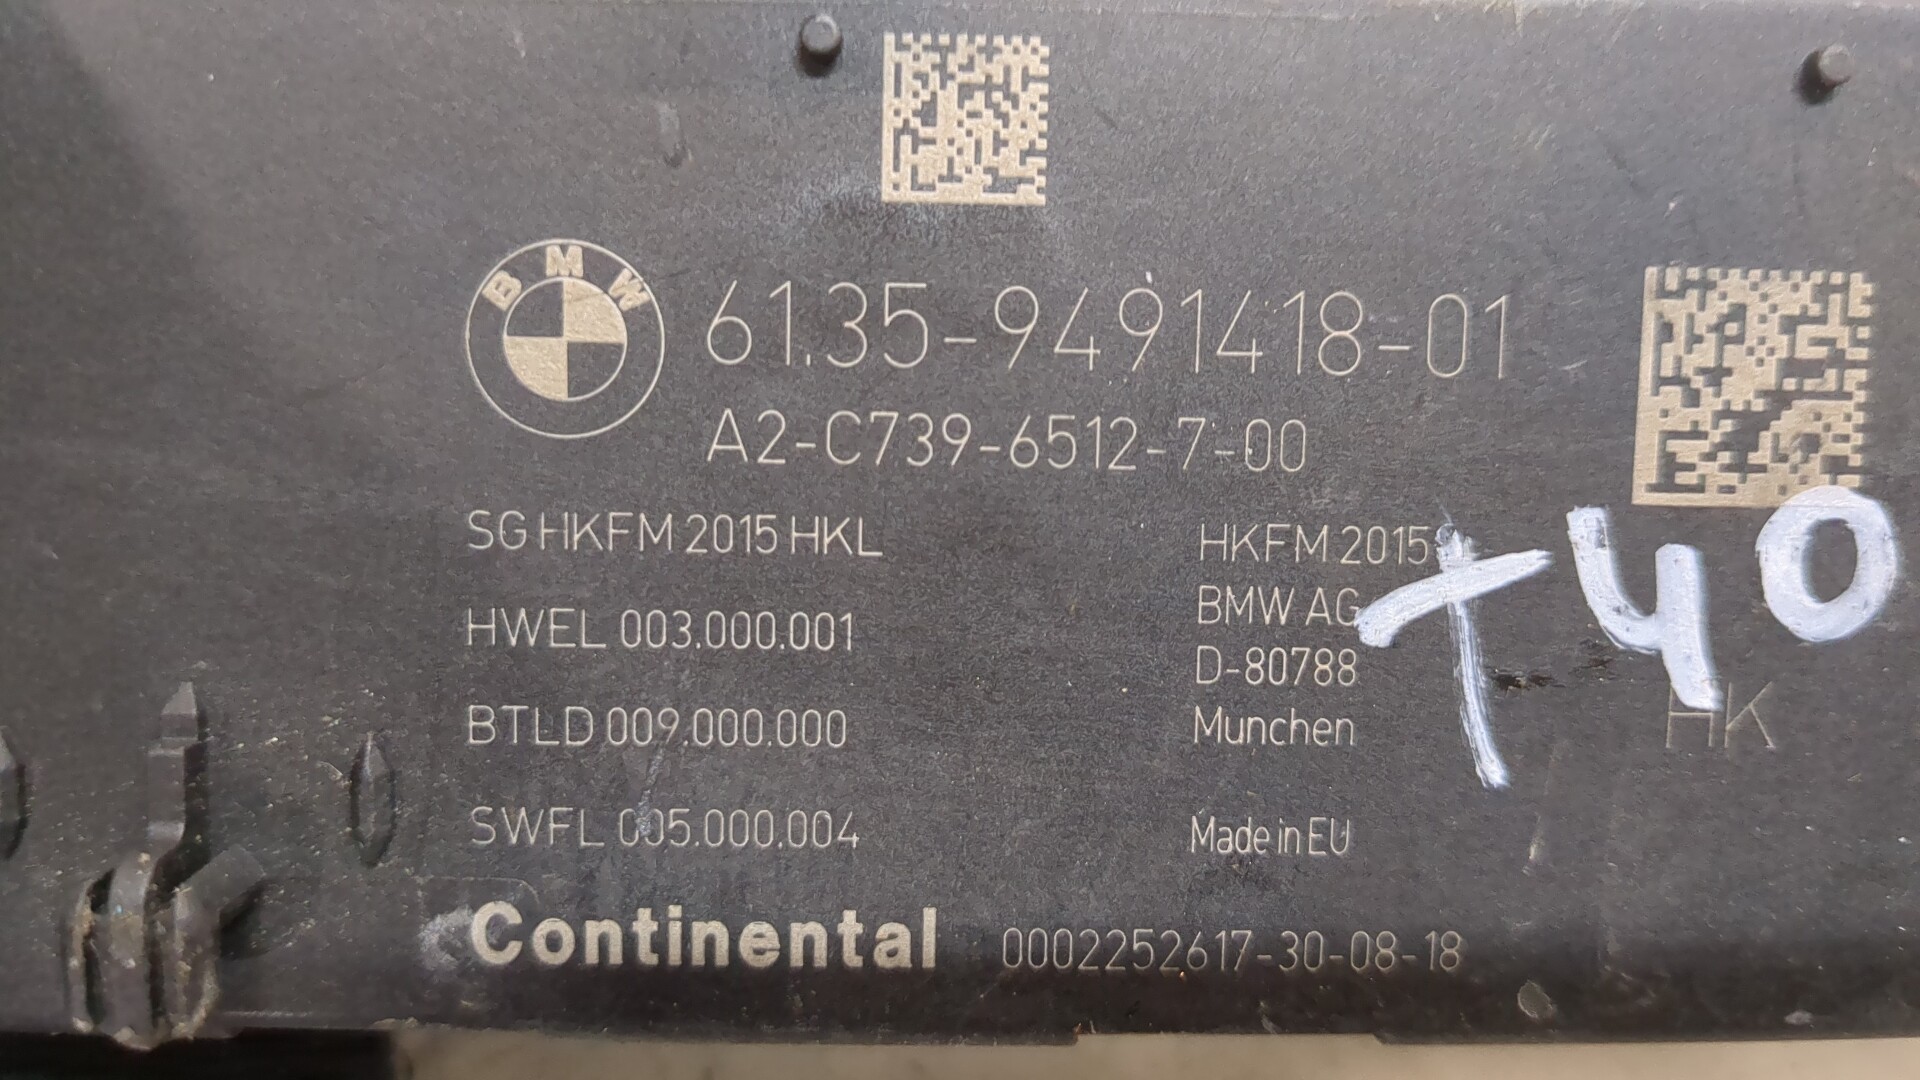 BMW
61.35-9491418-01
A2-C739-6512-7-00
SG HKFM 2015 HKL
HWEL 003.000.001
BTLD 009.000.000
SWFL 005.000.004
HKFM 2015
BMW AG
D-80788
Munchen
Made in EU
T40
HK
Continental 0002252617-30-08-18